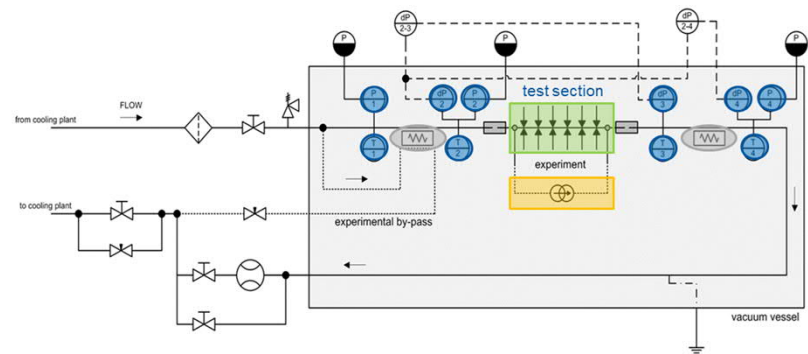 dP
2-3
dP
2-4
P
P
P
FLOW
from cooling plant
P
1
dP
2
P
2
test section
dP
3
dP
4
P
4
T
1
T
2
experiment
T
3
T
4
to cooling plant
experimental by-pass
vacuum vessel